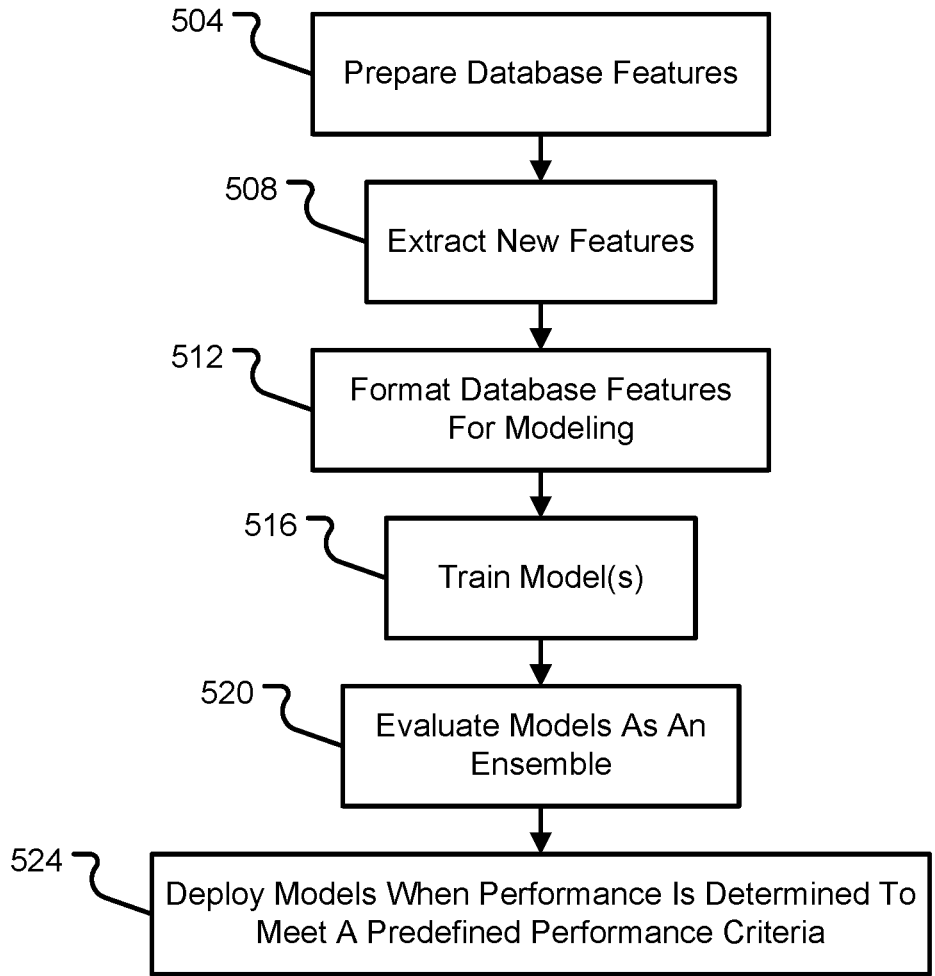 504
Prepare Database Features
508
Extract New Features
512
Format Database Features
For Modeling
516
Train Model(s)
520
Evaluate Models As An
Ensemble
524
Deploy Models When Performance Is Determined To
Meet A Predefined Performance Criteria